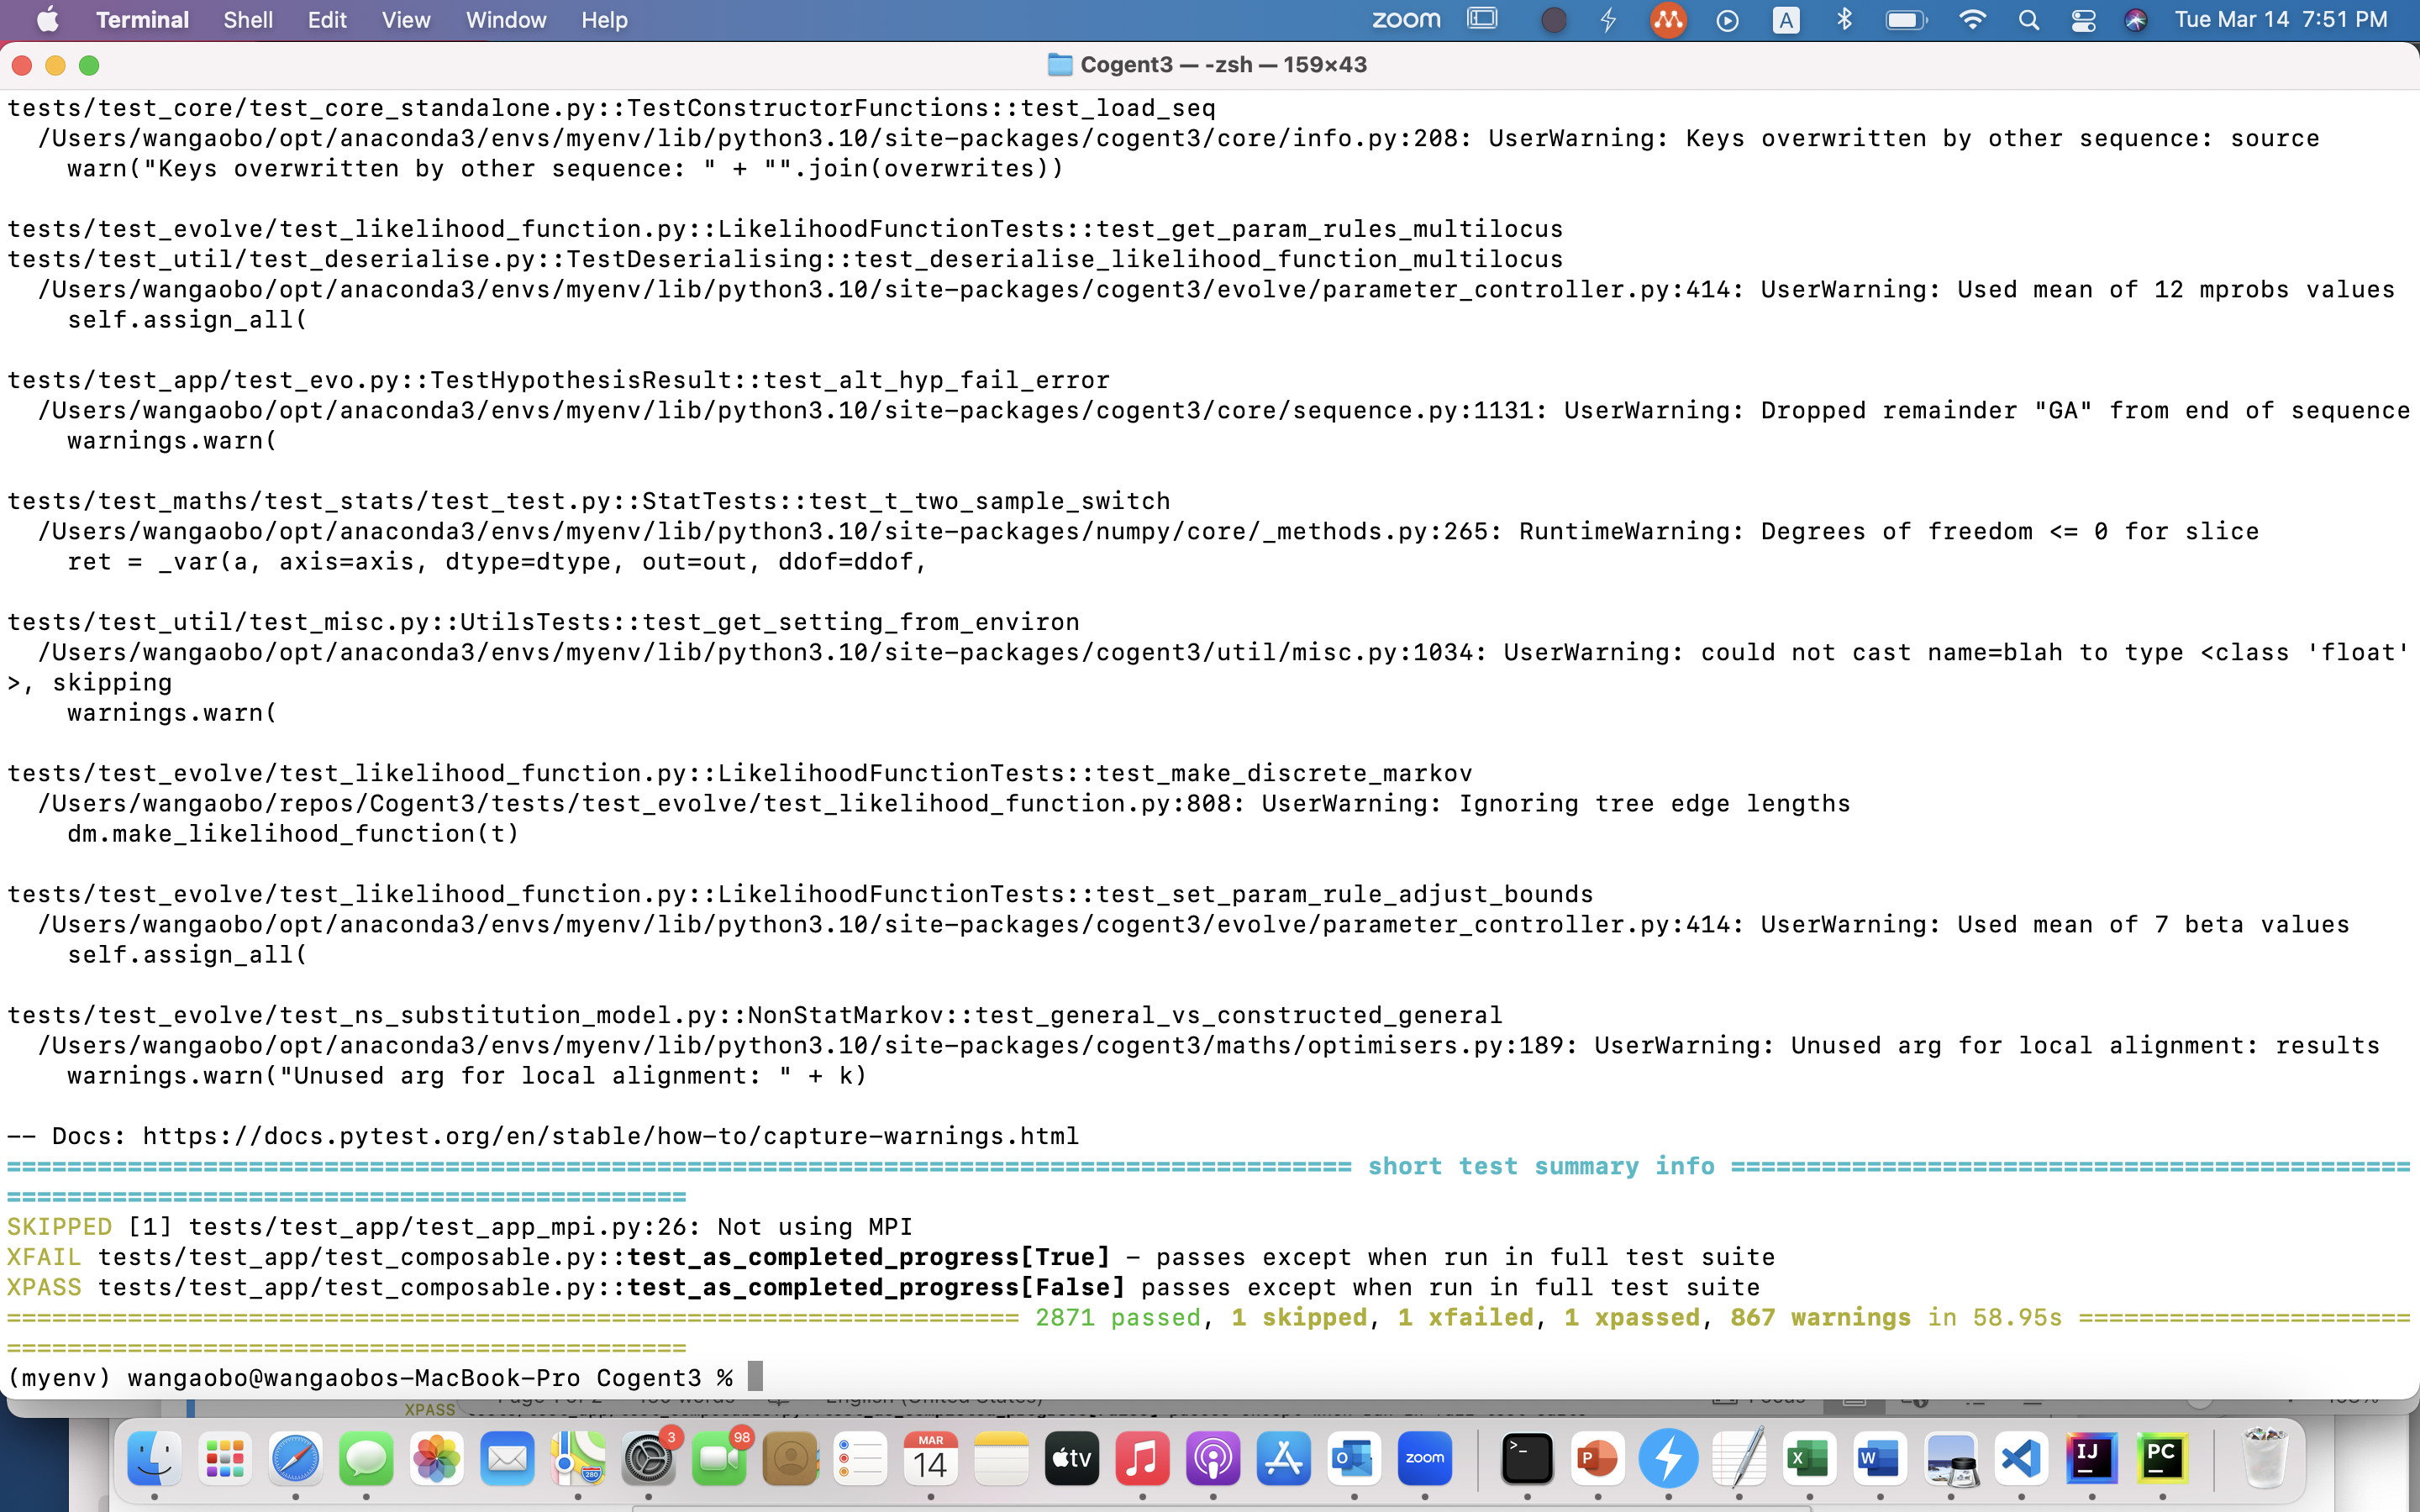 Terminal Shell Edit View Window Help zoom A Tue Mar 14 7:51 PM
Cogent3 — -zsh — 159×43
tests/test_core/test_core_standalone.py::TestConstructorFunctions::test_load_seq
/Users/wangaobo/opt/anaconda3/envs/myenv/lib/python3.10/site-packages/cogent3/core/info.py:208: UserWarning: Keys overwritten by other sequence: source
warn("Keys overwritten by other sequence: " + "".join(overwrites))
tests/test_evolve/test_likelihood_function.py::LikelihoodFunctionTests::test_get_param_rules_multilocus
tests/test_util/test_deserialise.py::TestDeserialising::test_deserialise_likelihood_function_multilocus
/Users/wangaobo/opt/anaconda3/envs/myenv/lib/python3.10/site-packages/cogent3/evolve/parameter_controller.py:414: UserWarning: Used mean of 12 mprobs values
self.assign_all(
tests/test_app/test_evo.py::TestHypothesisResult::test_alt_hyp_fail_error
/Users/wangaobo/opt/anaconda3/envs/myenv/lib/python3.10/site-packages/cogent3/core/sequence.py:1131: UserWarning: Dropped remainder "GA" from end of sequence
warnings.warn(
tests/test_maths/test_stats/test_test.py::StatTests::test_t_two_sample_switch
/Users/wangaobo/opt/anaconda3/envs/myenv/lib/python3.10/site-packages/numpy/core/_methods.py:265: RuntimeWarning: Degrees of freedom <= 0 for slice
ret = _var(a, axis=axis, dtype=dtype, out=out, ddof=ddof,
tests/test_util/test_misc.py::UtilsTests::test_get_setting_from_environ
/Users/wangaobo/opt/anaconda3/envs/myenv/lib/python3.10/site-packages/cogent3/util/misc.py:1034: UserWarning: could not cast name=blah to type <class 'float'
>, skipping
warnings.warn(
tests/test_evolve/test_likelihood_function.py::LikelihoodFunctionTests::test_make_discrete_markov
/Users/wangaobo/repos/Cogent3/tests/test_evolve/test_likelihood_function.py:808: UserWarning: Ignoring tree edge lengths
dm.make_likelihood_function(t)
tests/test_evolve/test_likelihood_function.py::LikelihoodFunctionTests::test_set_param_rule_adjust_bounds
/Users/wangaobo/opt/anaconda3/envs/myenv/lib/python3.10/site-packages/cogent3/evolve/parameter_controller.py:414: UserWarning: Used mean of 7 beta values
self.assign_all(
tests/test_evolve/test_ns_substitution_model.py::NonStatMarkov::test_general_vs_constructed_general
/Users/wangaobo/opt/anaconda3/envs/myenv/lib/python3.10/site-packages/cogent3/maths/optimisers.py:189: UserWarning: Unused arg for local alignment: results
warnings.warn("Unused arg for local alignment: " + k)
-- Docs: https://docs.pytest.org/en/stable/how-to/capture-warnings.html
short test summary info
SKIPPED [1] tests/test_app/test_app_mpi.py:26: Not using MPI
XFAIL tests/test_app/test_composable.py::test_as_completed_progress[True] - passes except when run in full test suite
XPASS tests/test_app/test_composable.py::test_as_completed_progress[False] passes except when run in full test suite
2871 passed, 1 skipped, 1 xfailed, 1 xpassed, 867 warnings in 58.95s
(myenv) wangaobo@wangaobos-MacBook-Pro Cogent3 %
XPASS
280 3 98 MAR 14 tv O zoom >_ P X W IJ PC